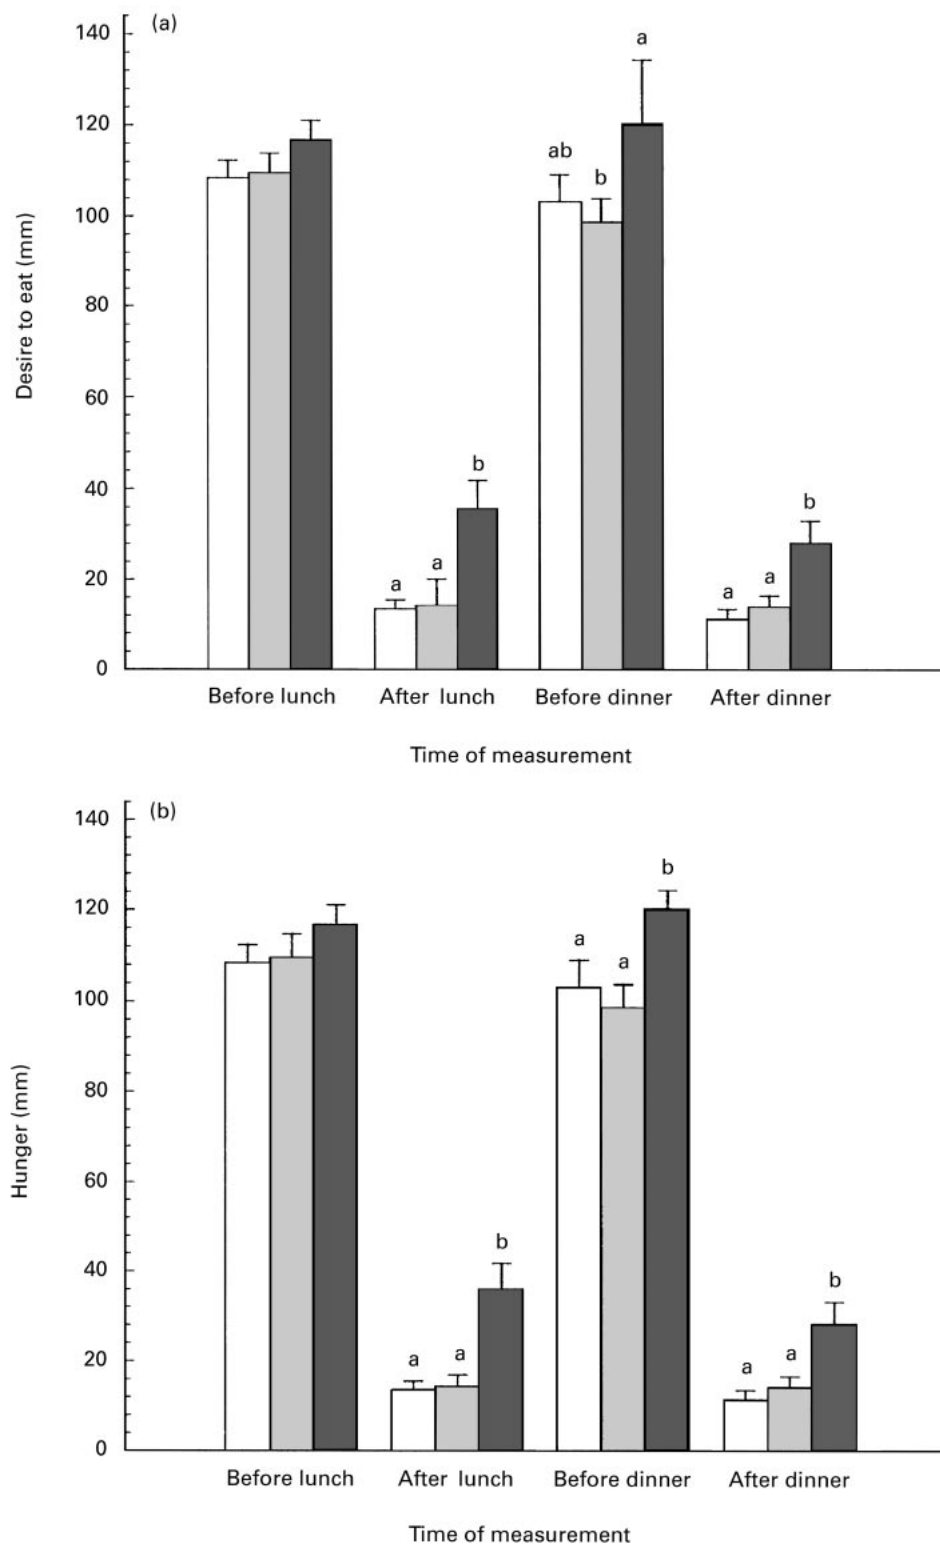 (a)
140
120
100
80
60
40
20
0
Desire to eat (mm)
a
ab
b
b
a
a
b
a
a
Before lunch
After lunch
Before dinner
After dinner
Time of measurement
(b)
140
120
100
80
60
40
20
0
Hunger (mm)
b
a
a
b
a
a
b
a
a
Before lunch
After lunch
Before dinner
After dinner
Time of measurement